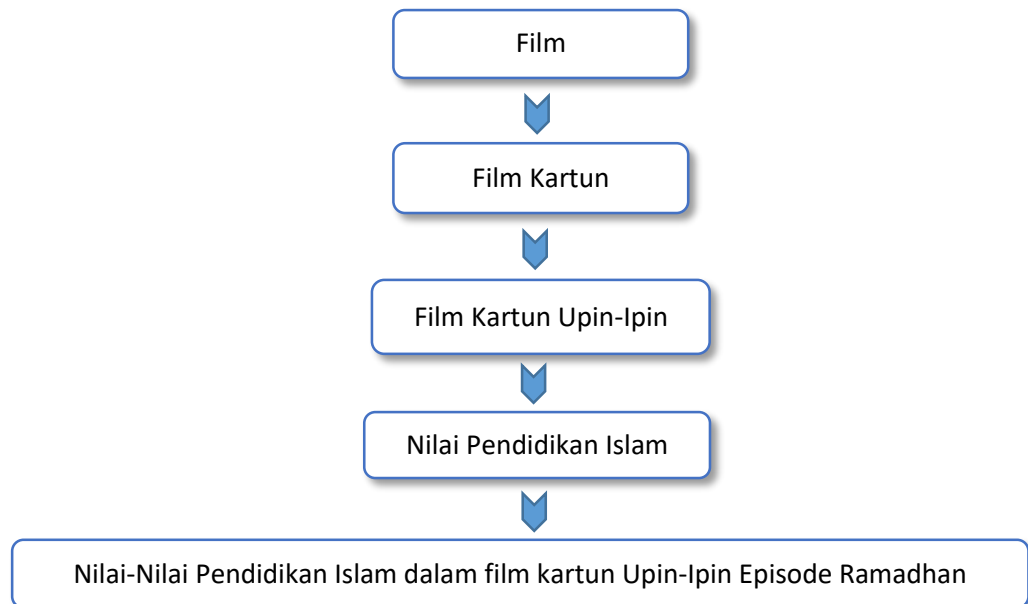 Film
Film Kartun
Film Kartun Upin-Ipin
Nilai Pendidikan Islam
Nilai-Nilai Pendidikan Islam dalam film kartun Upin-Ipin Episode Ramadhan